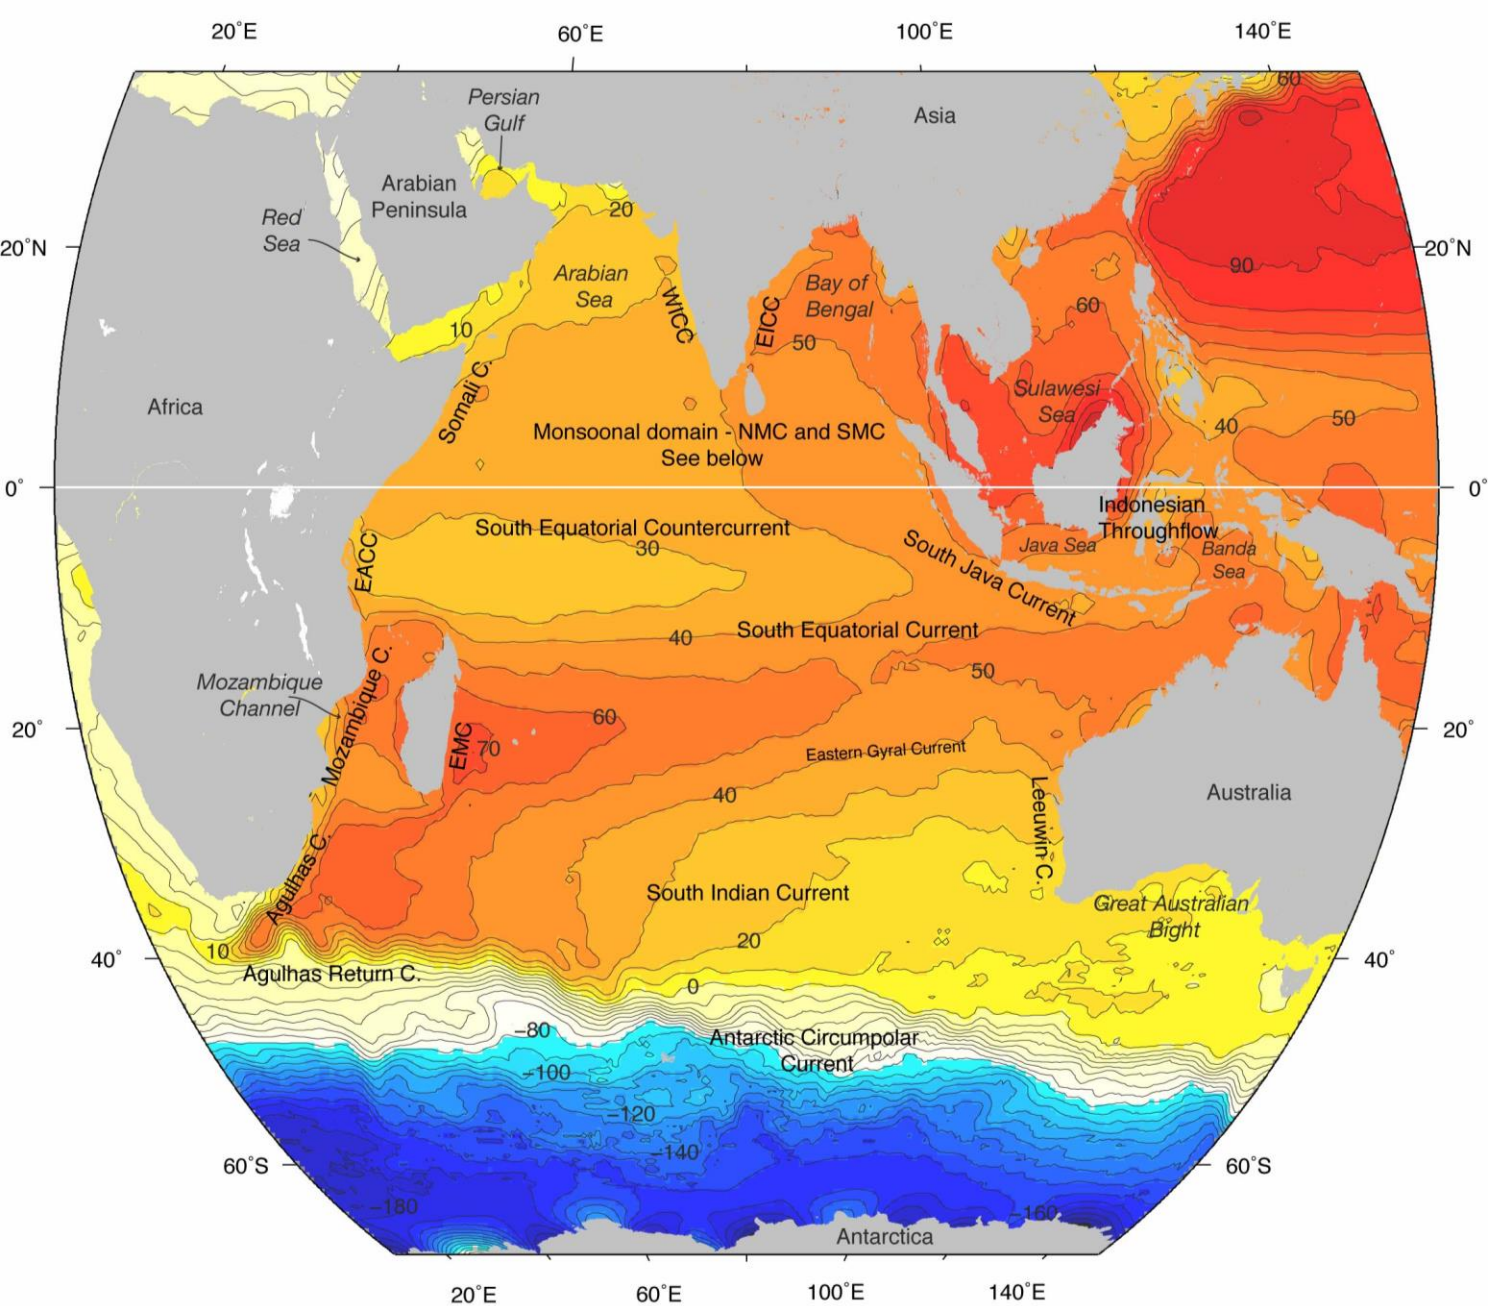 20°E 60°E 100°E 140°E
60
Persian
Gulf
Asia
Arabian
Peninsula
20
Red
Sea
20°N
20°N
90
Arabian
Sea
Bay of
Bengal
WICC
EICC
60
10
50
Somali C.
Sulawesi
Sea
Africa
50
40
Monsoonal domain - NMC and SMC
See below
0°
0°
Indonesian
Throughflow
South Equatorial Countercurrent
30
EACC
Java Sea
Banda
Sea
South Java Current
40
South Equatorial Current
50
Mozambique
Channel
Mozambique C.
60
20°
20°
EMC
70
Eastern Gyral Current
40
Leeuwin C.
Australia
Agulhas C.
South Indian Current
Great Australian
Bight
20
10
40°
40°
Agulhas Return C.
0
−80
Antarctic Circumpolar
Current
−100
−120
−140
60°S
60°S
−180
−160
Antarctica
20°E 60°E 100°E 140°E